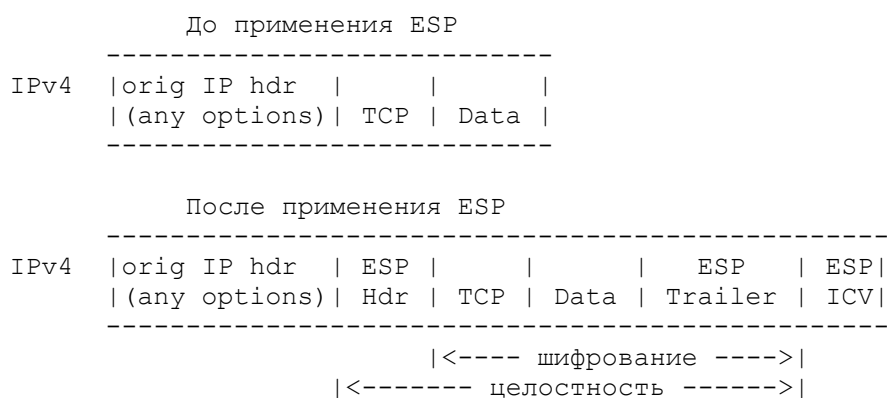 До применения ESP
----------------------------
IPv4 |orig IP hdr | | |
|(any options)| TCP | Data |
----------------------------
После применения ESP
-------------------------------------------------
IPv4 |orig IP hdr | ESP | | | ESP | ESP|
|(any options)| Hdr | TCP | Data | Trailer | ICV|
-------------------------------------------------
|<---- шифрование ---->|
|<------- целостность ------>|